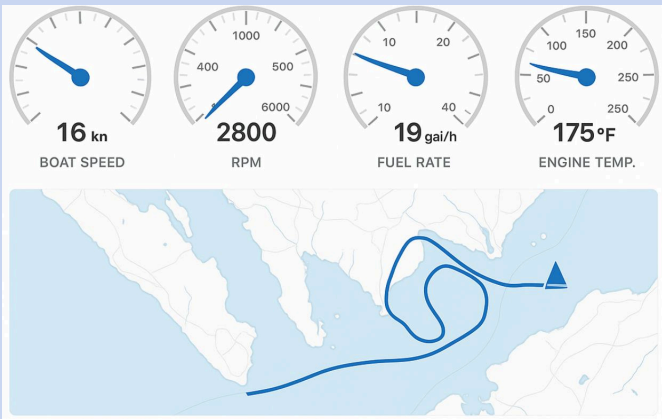 1000
400 500
6000
2800
RPM
16 kn
BOAT SPEED
10 20
10 40
19 gai/h
FUEL RATE
150
100 200
50 250
0 250
175°F
ENGINE TEMP.